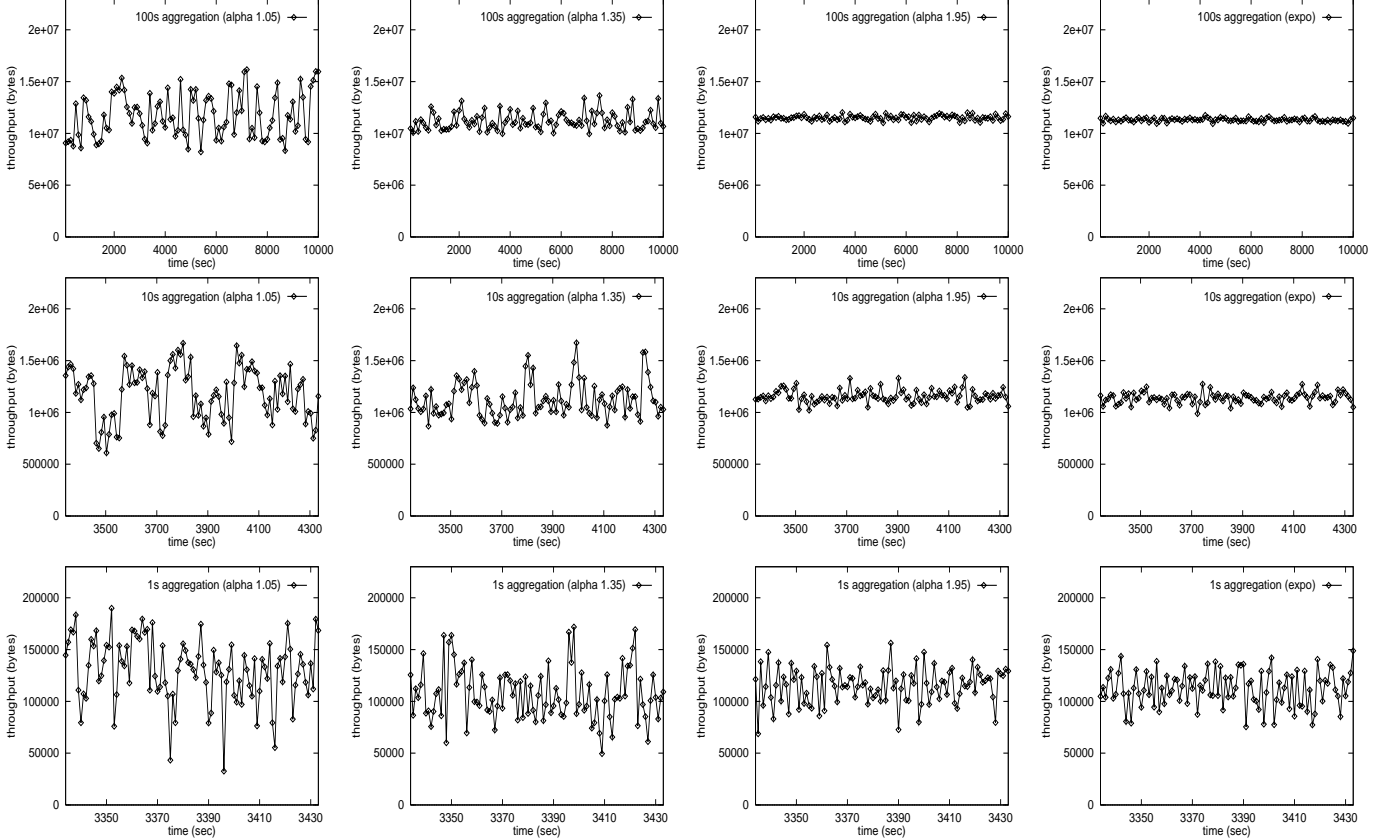 100s aggregation (alpha 1.05)
throughput (bytes)
2e+07
1.5e+07
1e+07
5e+06
0
2000 4000 6000 8000 10000
time (sec)
100s aggregation (alpha 1.35)
throughput (bytes)
2e+07
1.5e+07
1e+07
5e+06
0
2000 4000 6000 8000 10000
time (sec)
100s aggregation (alpha 1.95)
throughput (bytes)
2e+07
1.5e+07
1e+07
5e+06
0
2000 4000 6000 8000 10000
time (sec)
100s aggregation (expo)
throughput (bytes)
2e+07
1.5e+07
1e+07
5e+06
0
2000 4000 6000 8000 10000
time (sec)
10s aggregation (alpha 1.05)
throughput (bytes)
2e+06
1.5e+06
1e+06
500000
0
3500 3700 3900 4100 4300
time (sec)
10s aggregation (alpha 1.35)
throughput (bytes)
2e+06
1.5e+06
1e+06
500000
0
3500 3700 3900 4100 4300
time (sec)
10s aggregation (alpha 1.95)
throughput (bytes)
2e+06
1.5e+06
1e+06
500000
0
3500 3700 3900 4100 4300
time (sec)
10s aggregation (expo)
throughput (bytes)
2e+06
1.5e+06
1e+06
500000
0
3500 3700 3900 4100 4300
time (sec)
1s aggregation (alpha 1.05)
throughput (bytes)
200000
150000
100000
50000
0
3350 3370 3390 3410 3430
time (sec)
1s aggregation (alpha 1.35)
throughput (bytes)
200000
150000
100000
50000
0
3350 3370 3390 3410 3430
time (sec)
1s aggregation (alpha 1.95)
throughput (bytes)
200000
150000
100000
50000
0
3350 3370 3390 3410 3430
time (sec)
1s aggregation (expo)
throughput (bytes)
200000
150000
100000
50000
0
3350 3370 3390 3410 3430
time (sec)